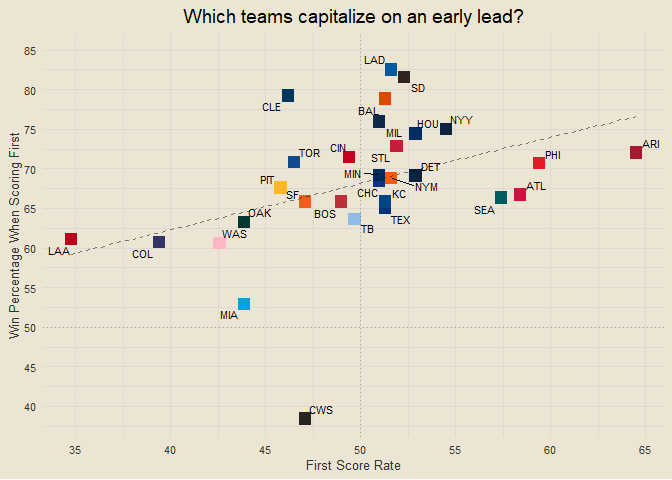 Which teams capitalize on an early lead?
Win Percentage When Scoring First
85
80
75
70
65
60
55
50
45
40
LAD
SD
CLE
BAL
HOU
NYY
MIL
CIN
STL
TOR
ARI
PHI
DET
MIN
NYM
PIT
SF
CHC
KC
ATL
SEA
BOS
TEX
TB
OAK
WAS
LAA
COL
MIA
CWS
35
40
45
50
55
60
65
First Score Rate